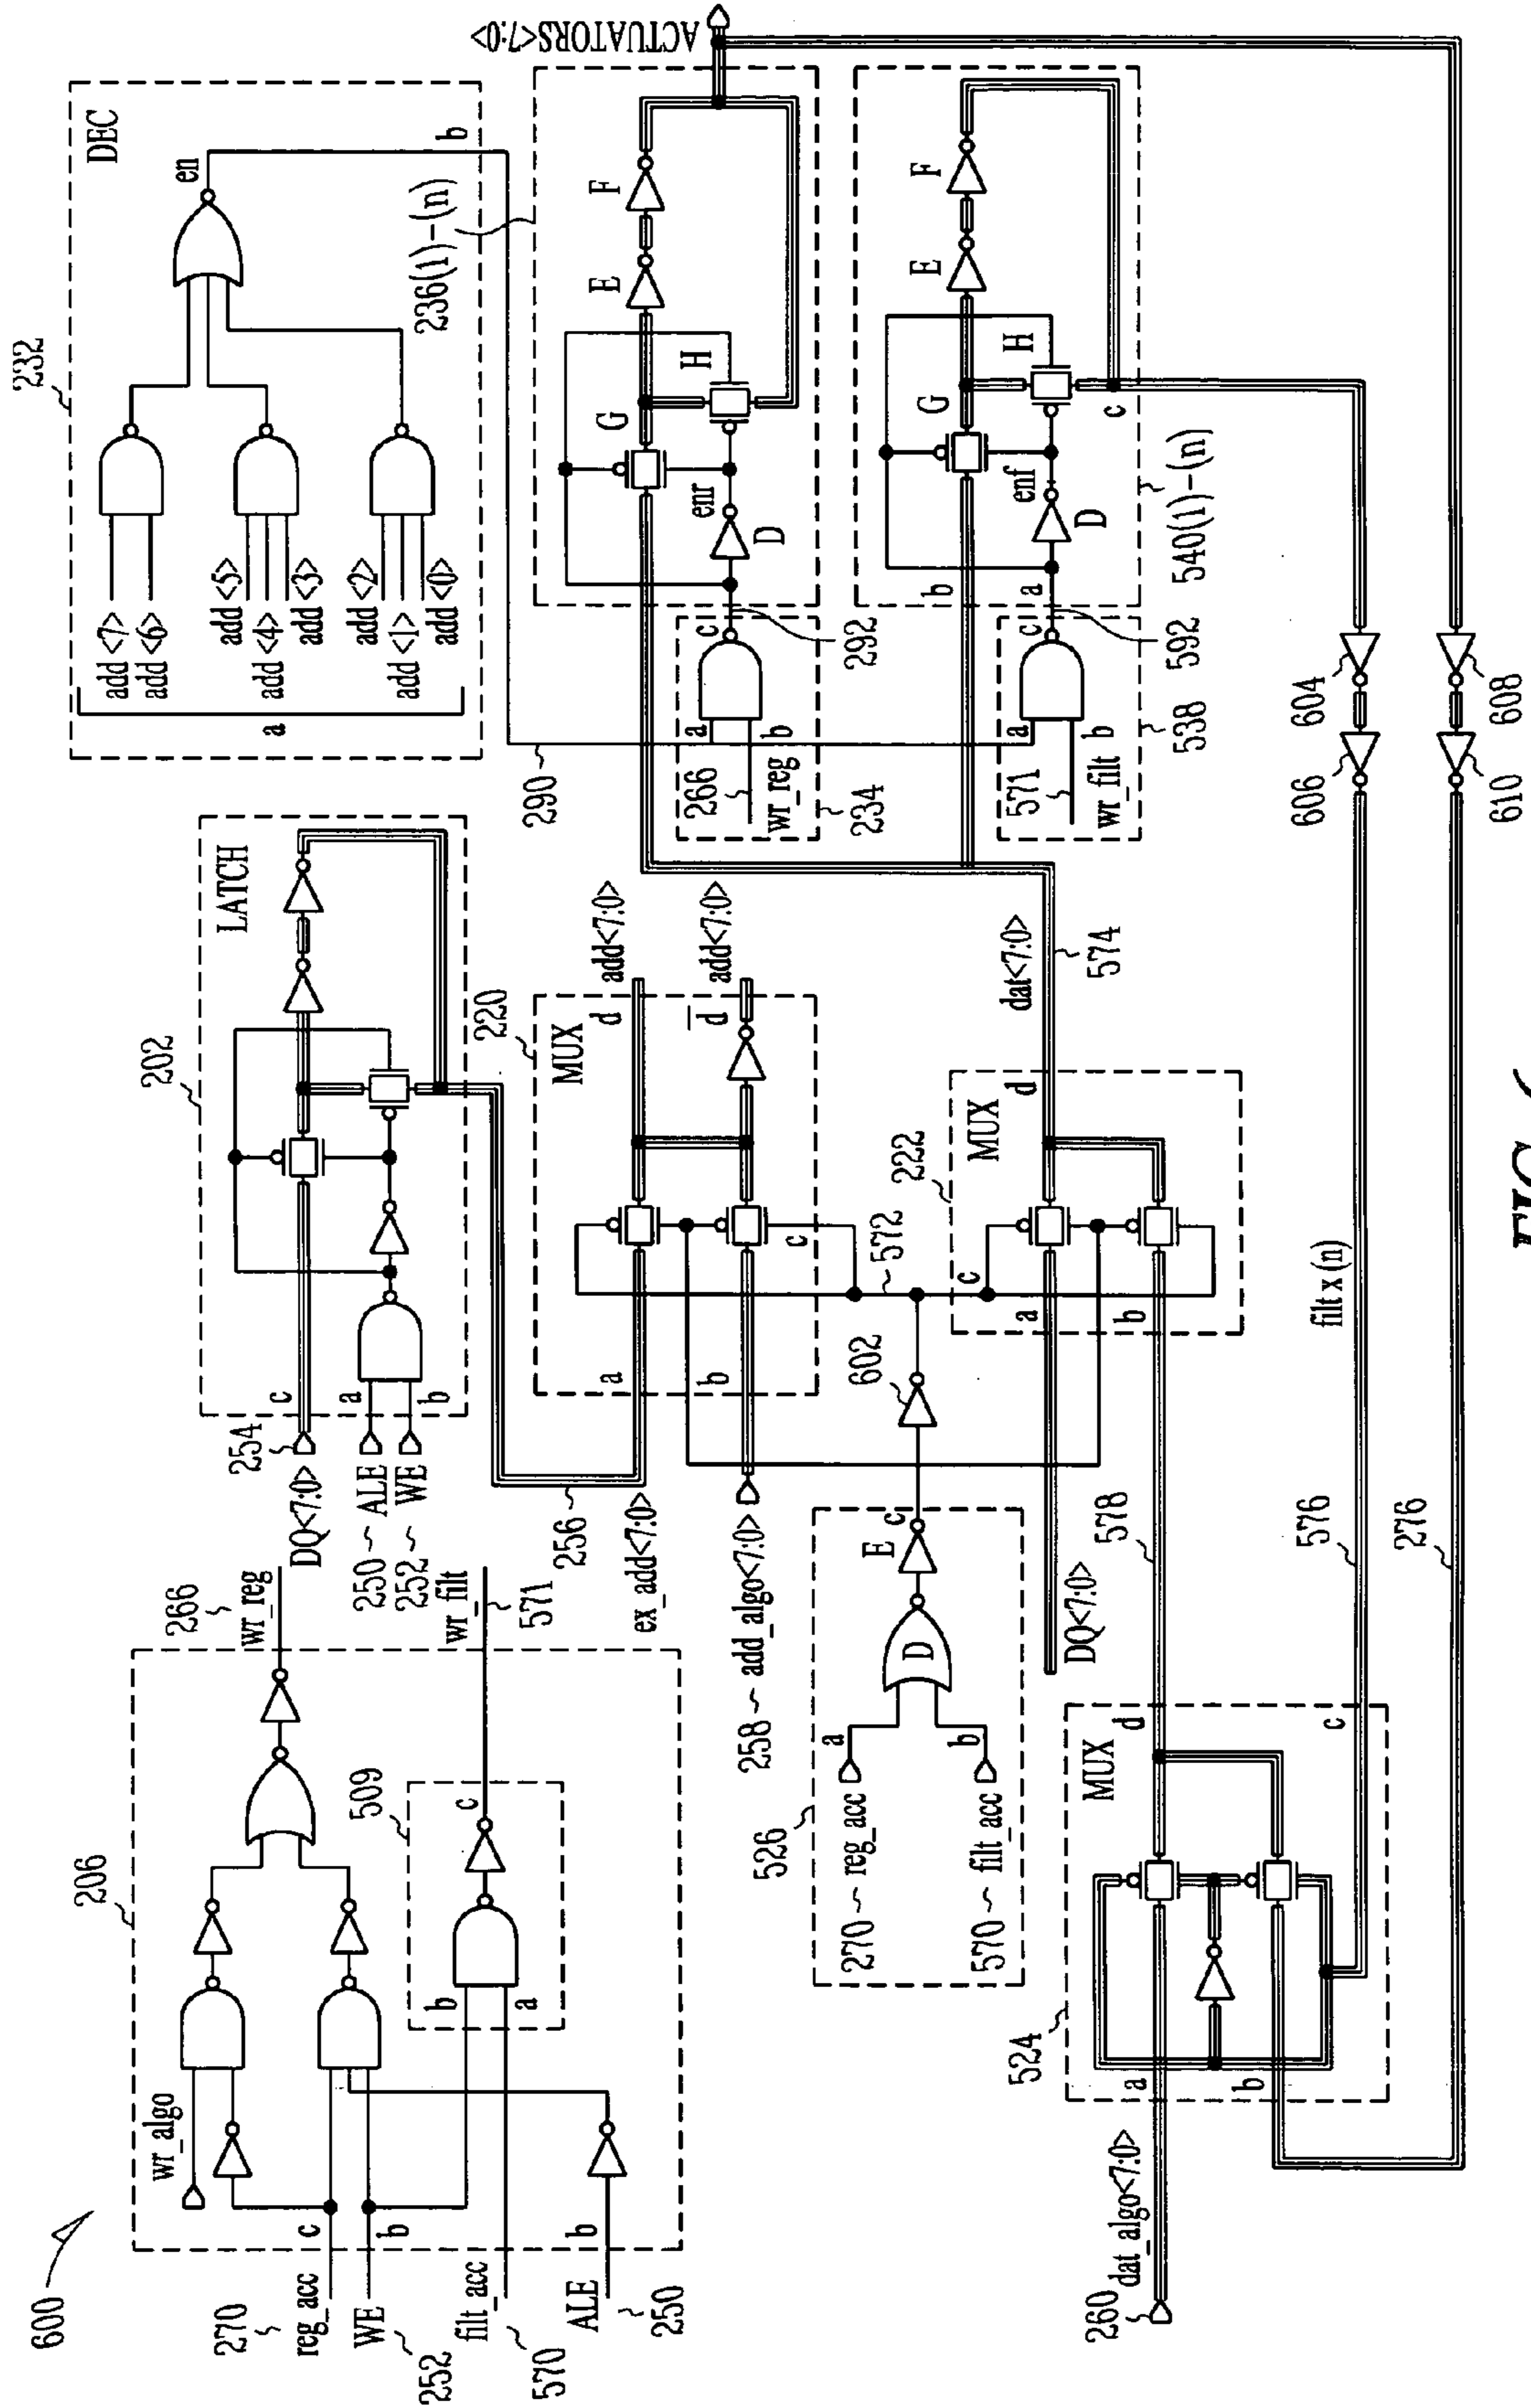 600
206
wr_algo
266
wr_reg
270
reg_acc
c
WE
252
b
509
b
a
c
wr_filt
571
filt_acc
570
ALE
b
250
202
LATCH
254
DQ<7:0>
c
250
ALE
a
252
WE
b
256
ex_add<7:0>
232
DEC
add<7>
add<6>
add<5>
add<4>
add<3>
add<2>
add<1>
add<0>
a
en
b
290
220
MUX
a
b
c
d
add<7:0>
d
add<7:0>
258
add_algo<7:0>
236(1)-(n)
ACTUATORS<7:0>
G
H
E
F
enr
D
292
a
c
266
wr_reg
b
234
526
270
reg_acc
a
570
filt_acc
b
D
E
c
602
572
222
MUX
c
a
b
d
DQ<7:0>
dat<7:0>
574
G
H
E
F
enf
D
b
a
c
540(1)-(n)
592
a
c
571
wr_filt
b
538
524
MUX
a
b
c
d
260
dat_algo<7:0>
578
filt x (n)
576
276
604
606
608
610